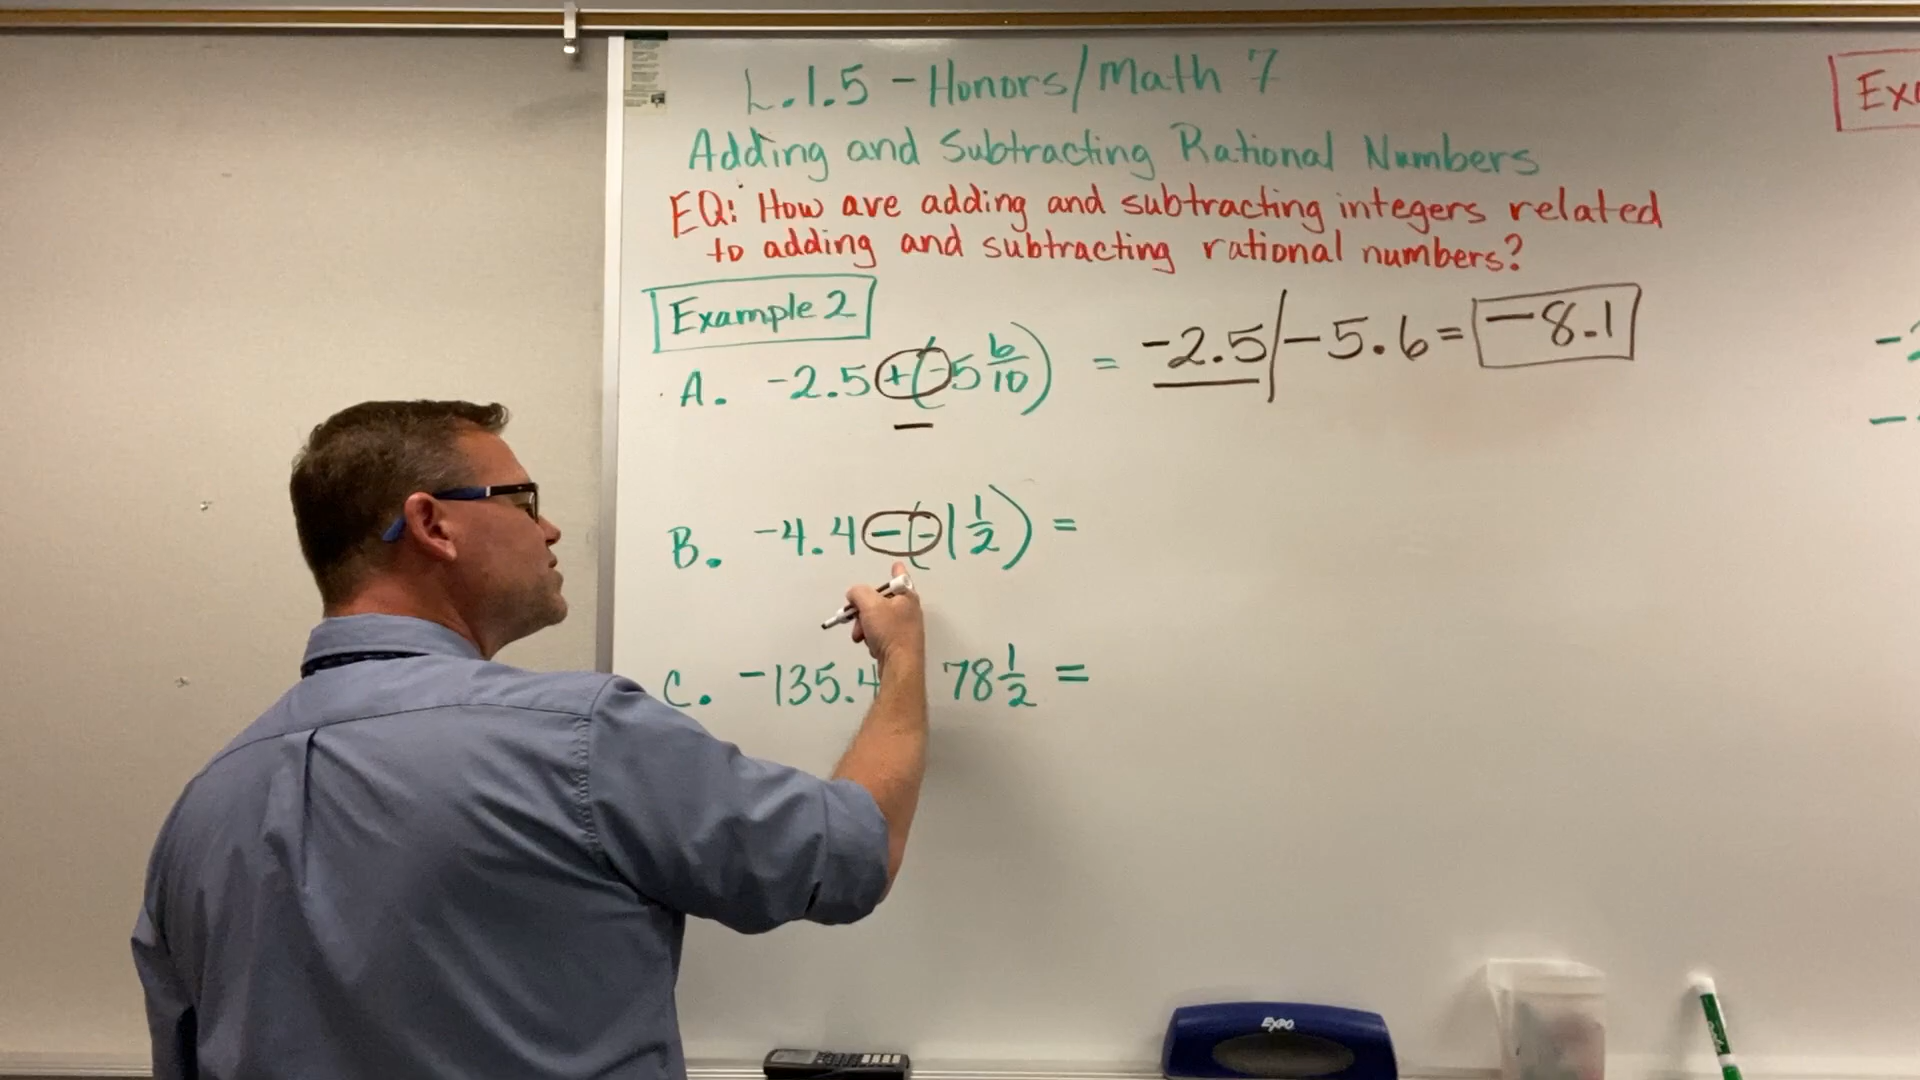 L.1.5 - Honors/Math 7
Adding and Subtracting Rational Numbers
EQ: How are adding and subtracting integers related
to adding and subtracting rational numbers?
Example 2
A. -2.5 + (-5 6/10) = -2.5 | -5.6 = -8.1
B. -4.4 - (-1 1/2) =
C. -135.4 78 1/2 =
EXPO